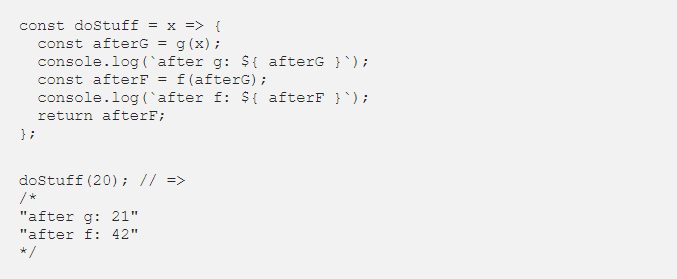 const doStuff = x => {
  const afterG = g(x);
  console.log(`after g: ${ afterG }`);
  const afterF = f(afterG);
  console.log(`after f: ${ afterF }`);
  return afterF;
};

doStuff(20); // =>
/*
"after g: 21"
"after f: 42"
*/